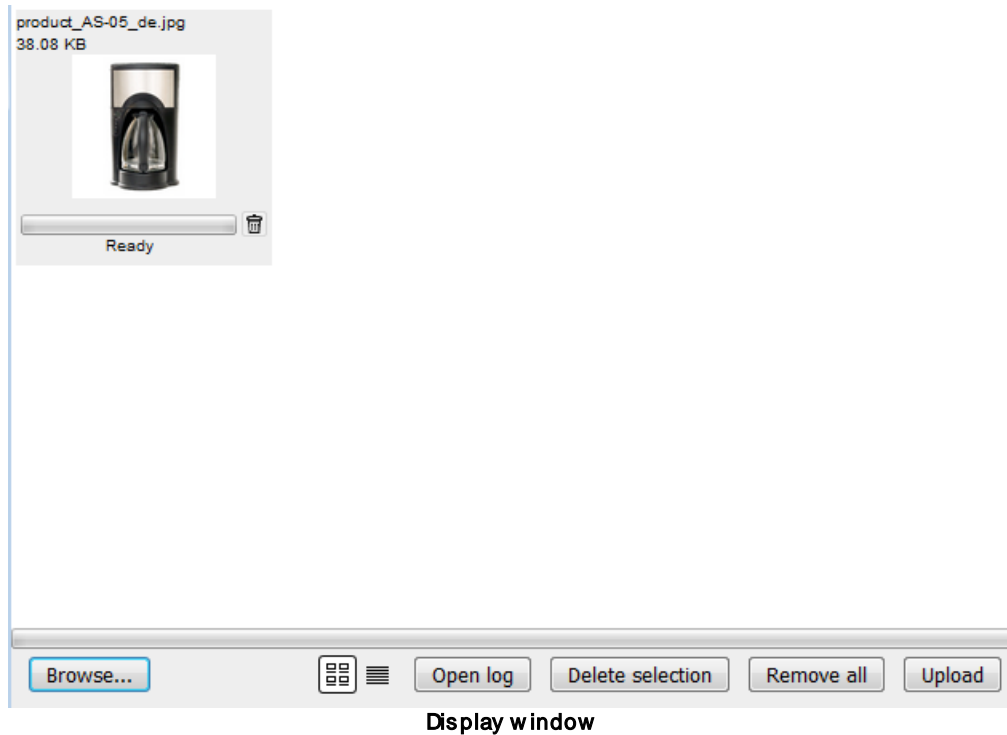 product_AS-05_de.jpg
38.08 KB
Ready
Browse... Open log Delete selection Remove all Upload
Display window